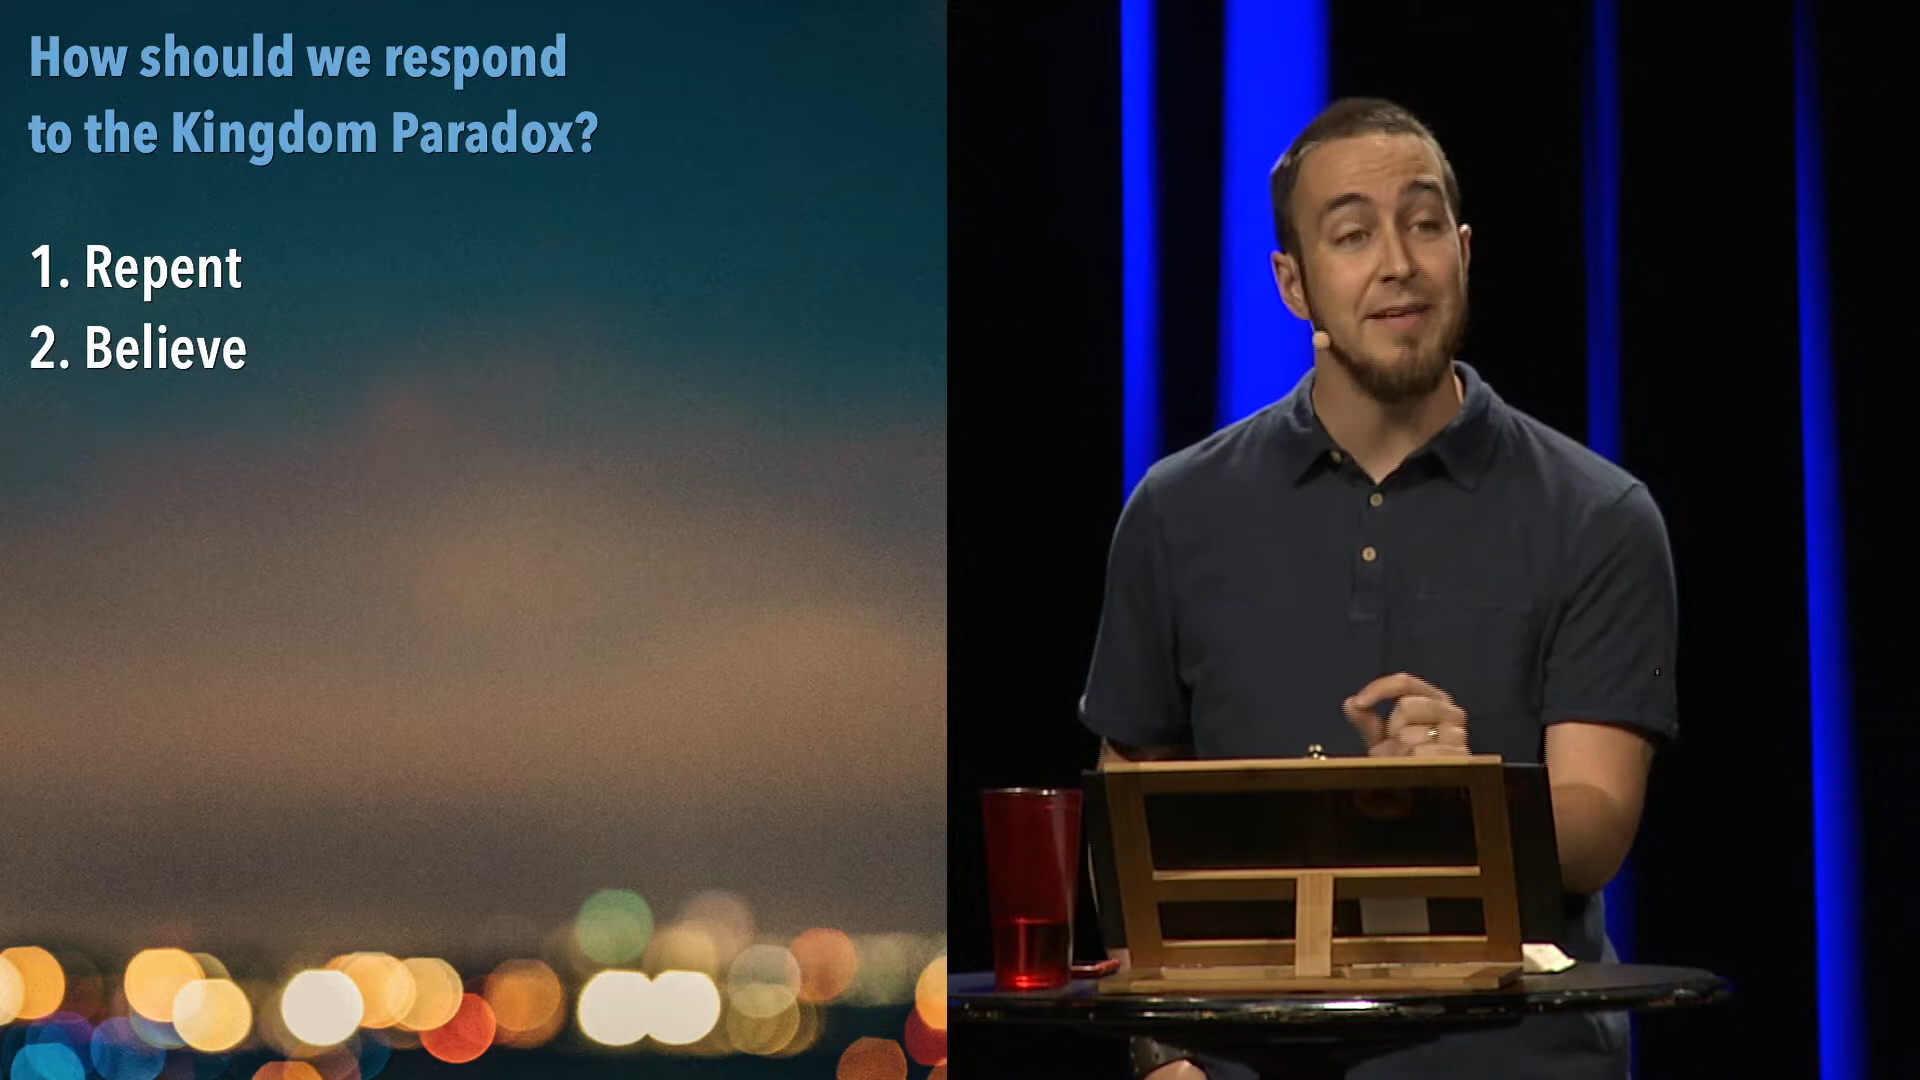 How should we respond
to the Kingdom Paradox?
1. Repent
2. Believe